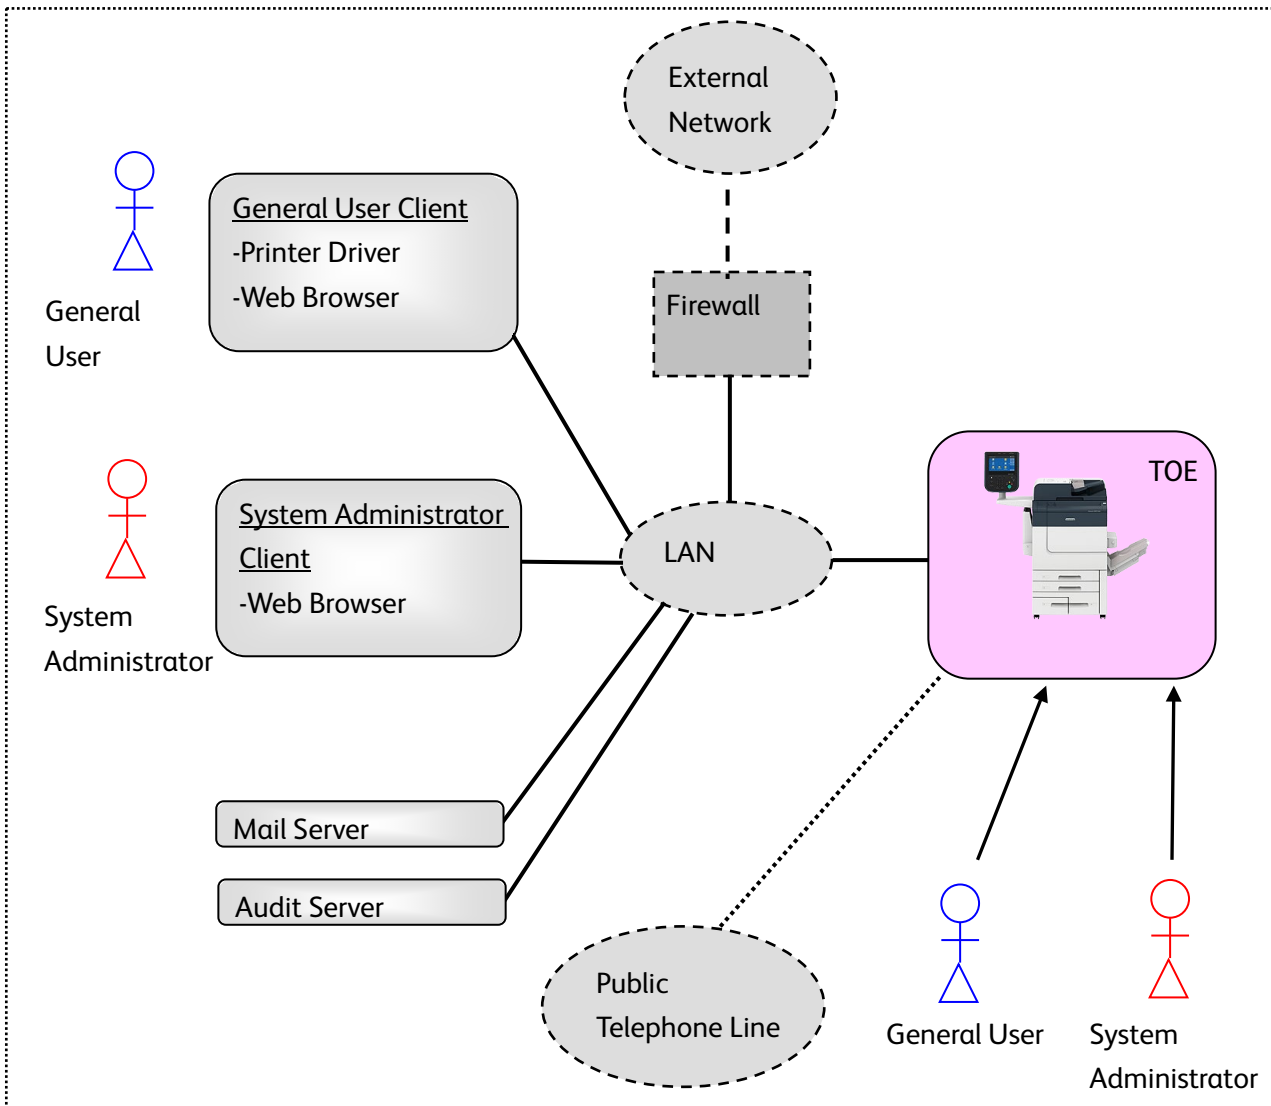 External
Network
General User Client
-Printer Driver
-Web Browser
General
User
Firewall
TOE
System Administrator
Client
-Web Browser
LAN
System
Administrator
Mail Server
Audit Server
Public
Telephone Line
General User
System
Administrator